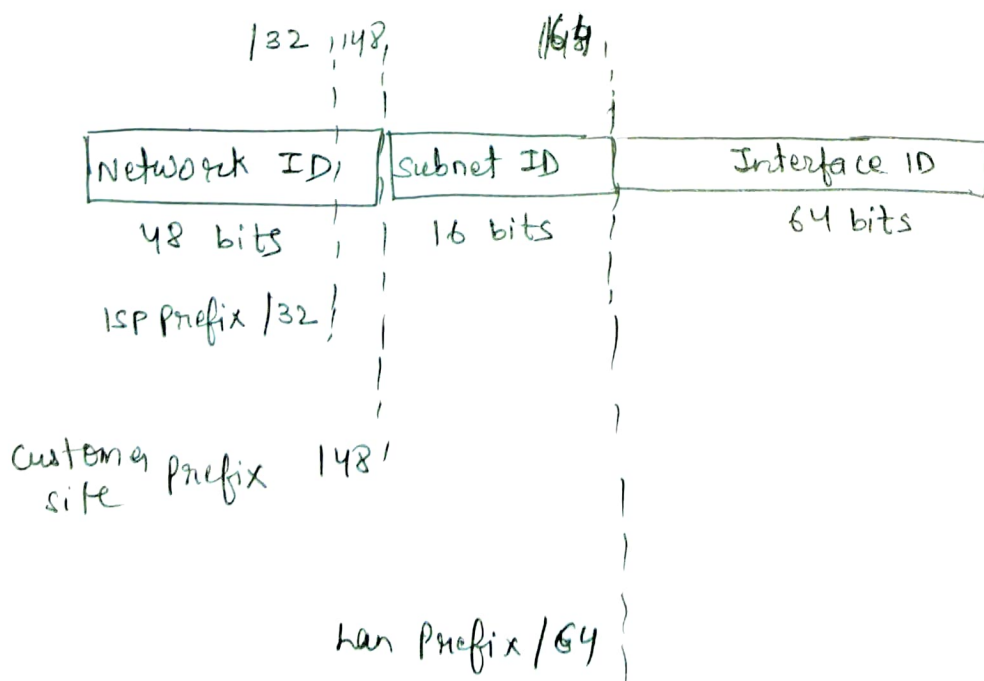 /32 /48
/64
Network ID
Subnet ID
Interface ID
48 bits
16 bits
64 bits
ISP Prefix /32
Customer site Prefix /48
Lan Prefix /64